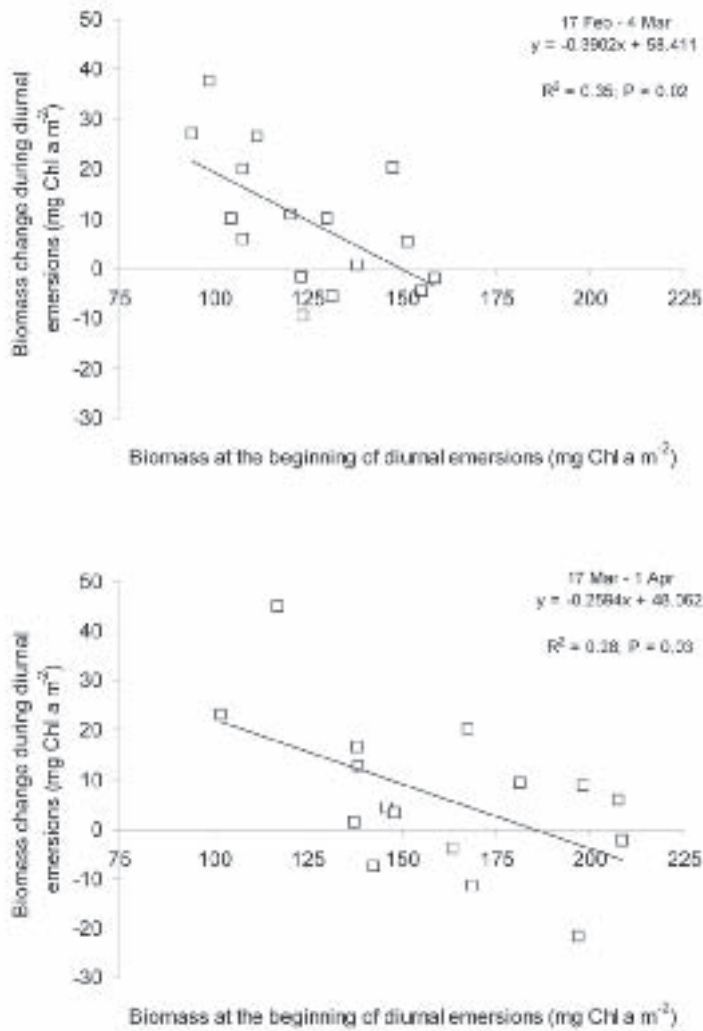 50
40
30
20
10
0
-10
-20
-30
75 100 125 150 175 200 225
17 Feb - 4 Mar
y = -0.3902x + 58.411
R² = 0.35; P = 0.02
Biomass change during diurnal
emersions (mg Chl a m⁻²)
Biomass at the beginning of diurnal emersions (mg Chl a m⁻²)
50
40
30
20
10
0
-10
-20
-30
75 100 125 150 175 200 225
17 Mar - 1 Apr
y = -0.2594x + 48.062
R² = 0.28; P = 0.03
Biomass change during diurnal
emersions (mg Chl a m⁻²)
Biomass at the beginning of diurnal emersions (mg Chl a m⁻²)